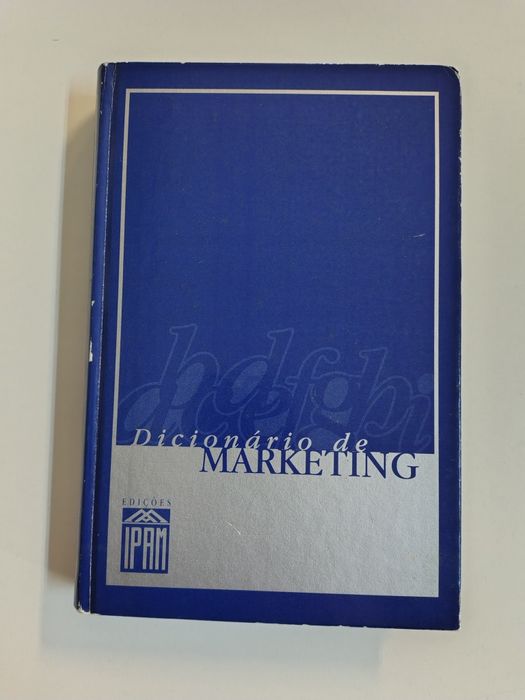 Dicionário de
MARKETING
EDIÇÕES
IPAM